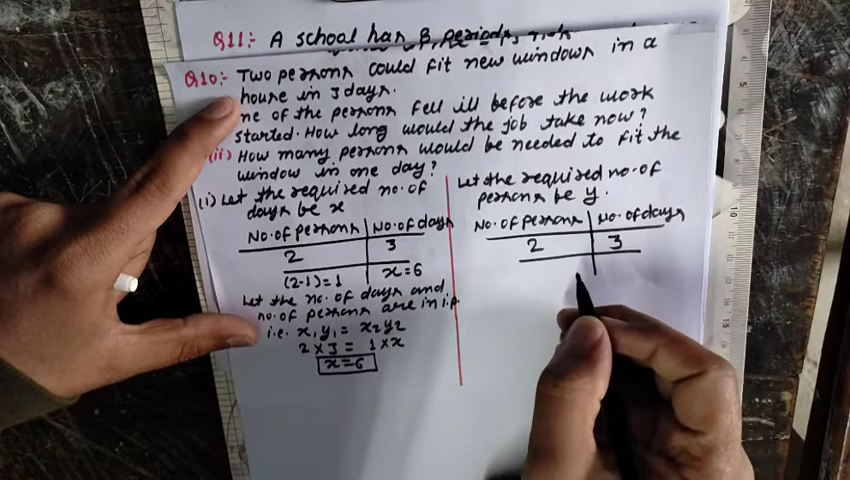 Q11:- A school has 8 periods
Q10:- Two persons could fit new windows in a
house in 3 days.
ne of the persons fell ill before the work
started. How long would the job take now?
(ii) How many persons would be needed to fit the
window in one day?
(i) Let the required no. of
days be x
No. of persons No. of days
2 3
(2-1)=1 x=6
Let the no. of days and
no. of persons are in i.p.
i.e. x₁y₁ = x₂y₂
2 × 3 = 1 × x
x=6
Let the required no. of
persons be y.
No. of persons No. of days
2 3